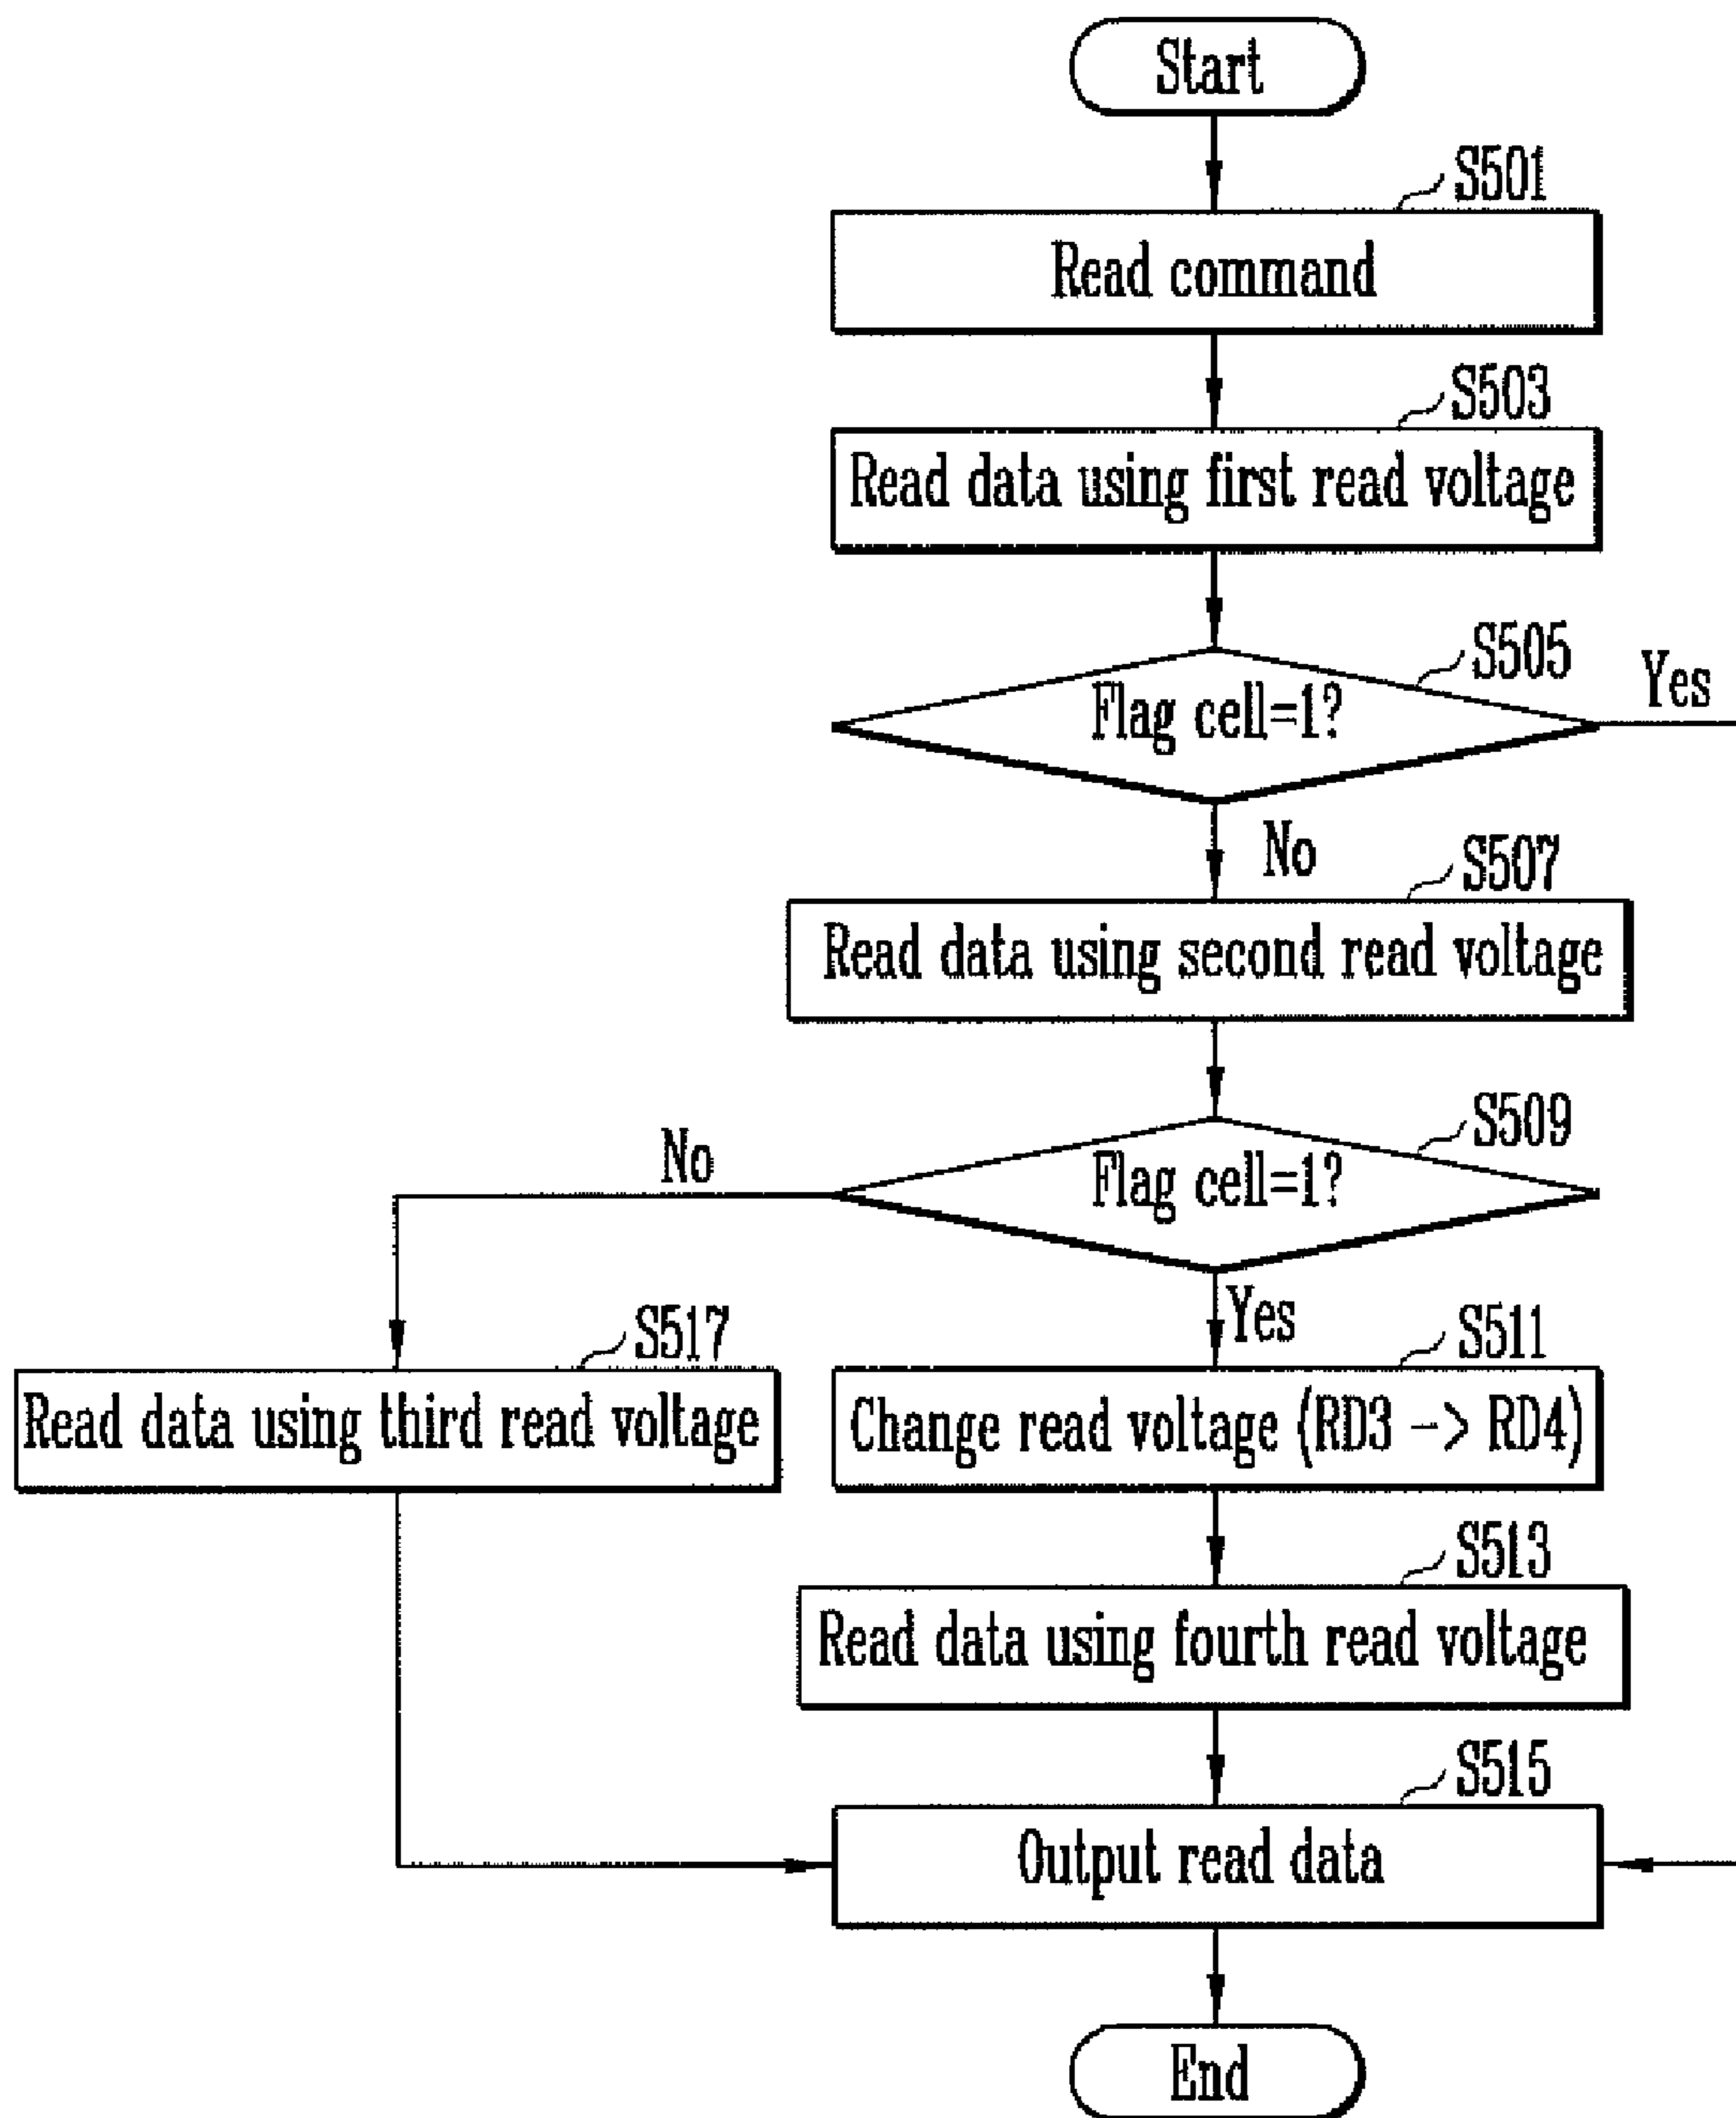 Start
S501
Read command
S503
Read data using first read voltage
S505
Flag cell=1?
Yes
No
S507
Read data using second read voltage
S509
Flag cell=1?
No
Yes
S517
Read data using third read voltage
S511
Change read voltage (RD3 -> RD4)
S513
Read data using fourth read voltage
S515
Output read data
End